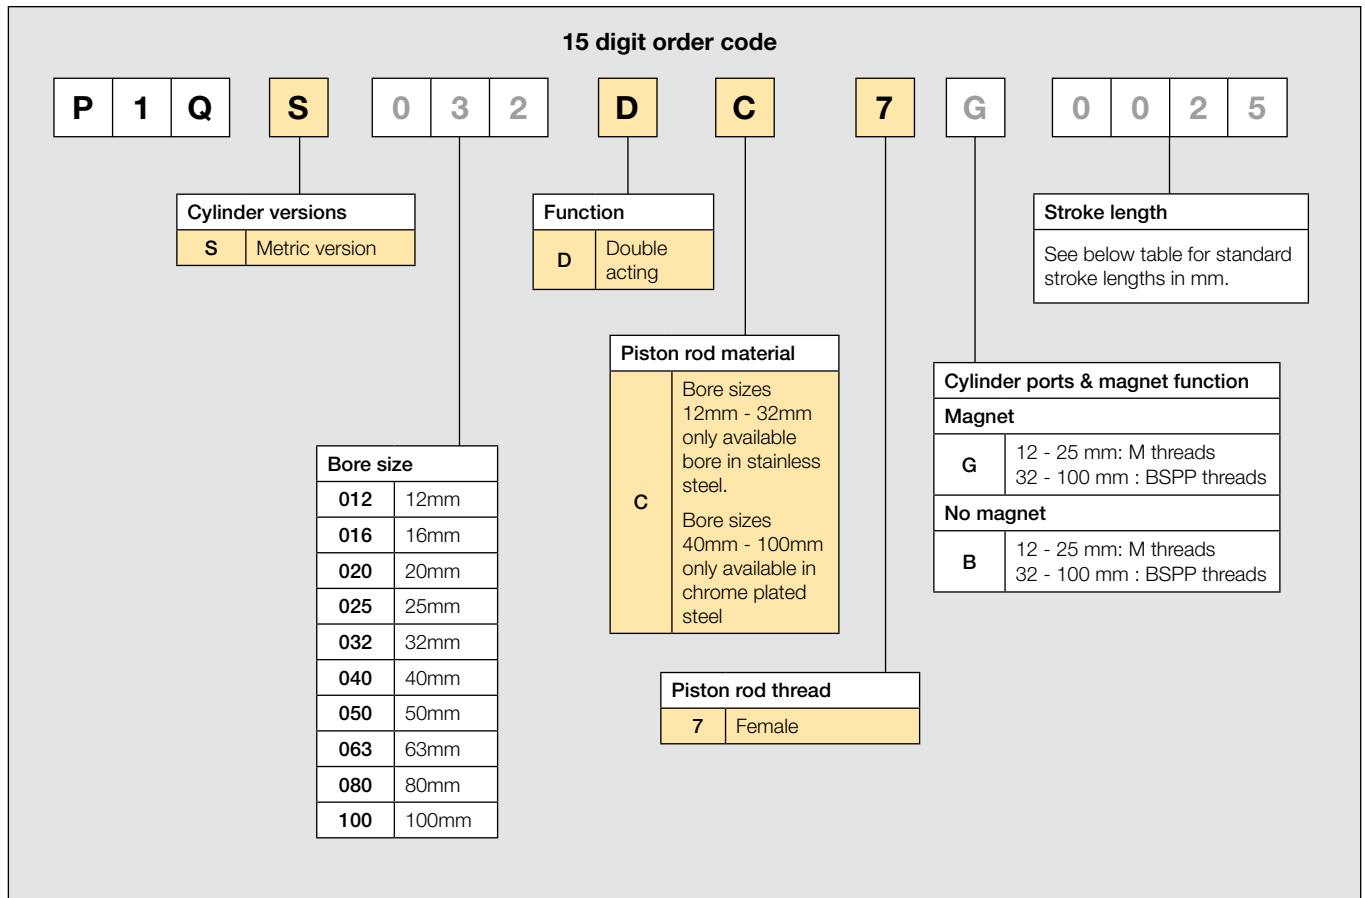 15 digit order code
P 1 Q S 0 3 2 D C 7 G 0 0 2 5
Cylinder versions
S Metric version
Function
D Double
acting
Stroke length
See below table for standard
stroke lengths in mm.
Piston rod material
C
Bore sizes
12mm - 32mm
only available
bore in stainless
steel.
Bore sizes
40mm - 100mm
only available in
chrome plated
steel
Cylinder ports & magnet function
Magnet
G
12 - 25 mm: M threads
32 - 100 mm : BSPP threads
No magnet
B
12 - 25 mm: M threads
32 - 100 mm : BSPP threads
Bore size
012 12mm
016 16mm
020 20mm
025 25mm
032 32mm
040 40mm
050 50mm
063 63mm
080 80mm
100 100mm
Piston rod thread
7 Female